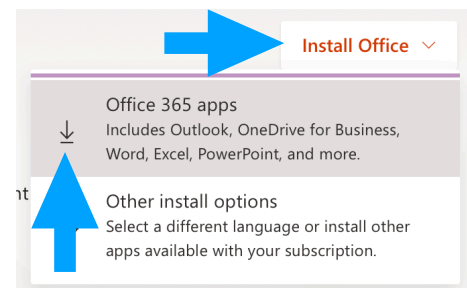 Install Office
Office 365 apps
Includes Outlook, OneDrive for Business,
Word, Excel, PowerPoint, and more.
nt
Other install options
Select a different language or install other
apps available with your subscription.